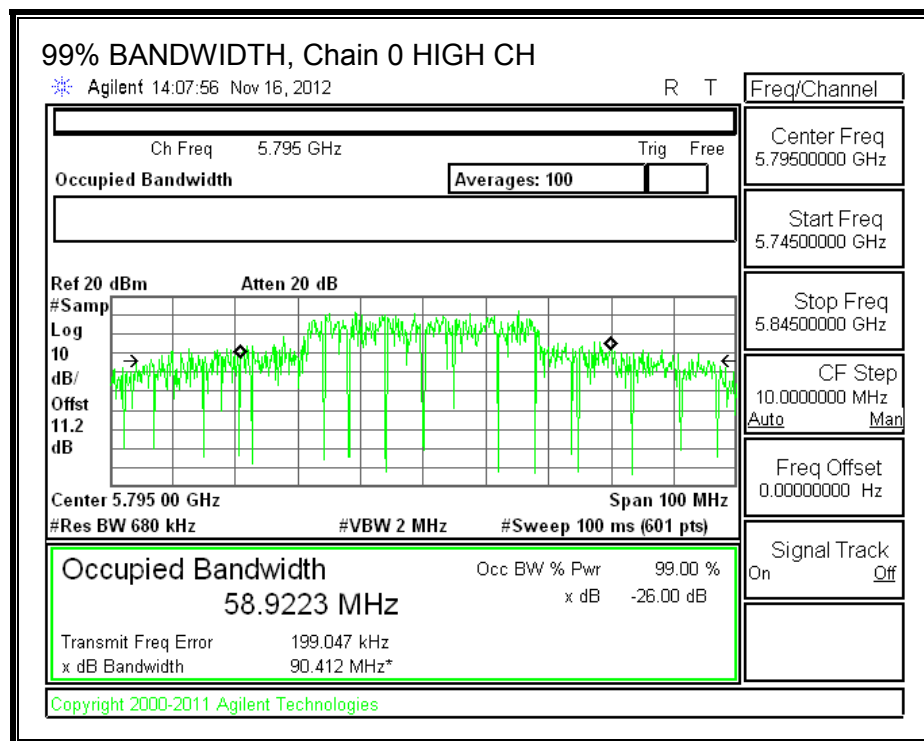 99% BANDWIDTH, Chain 0 HIGH CH
Agilent 14:07:56 Nov 16, 2012 R T
Freq/Channel
Ch Freq 5.795 GHz Trig Free
Occupied Bandwidth Averages: 100
Center Freq
5.79500000 GHz
Start Freq
5.74500000 GHz
Stop Freq
5.84500000 GHz
CF Step
10.0000000 MHz
Auto Man
Freq Offset
0.00000000 Hz
Signal Track
On Off
Ref 20 dBm Atten 20 dB
#Samp
Log
10
dB/
Offst
11.2
dB
Center 5.795 00 GHz Span 100 MHz
#Res BW 680 kHz #VBW 2 MHz #Sweep 100 ms (601 pts)
Occupied Bandwidth Occ BW % Pwr 99.00 %
58.9223 MHz x dB -26.00 dB
Transmit Freq Error 199.047 kHz
x dB Bandwidth 90.412 MHz*
Copyright 2000-2011 Agilent Technologies